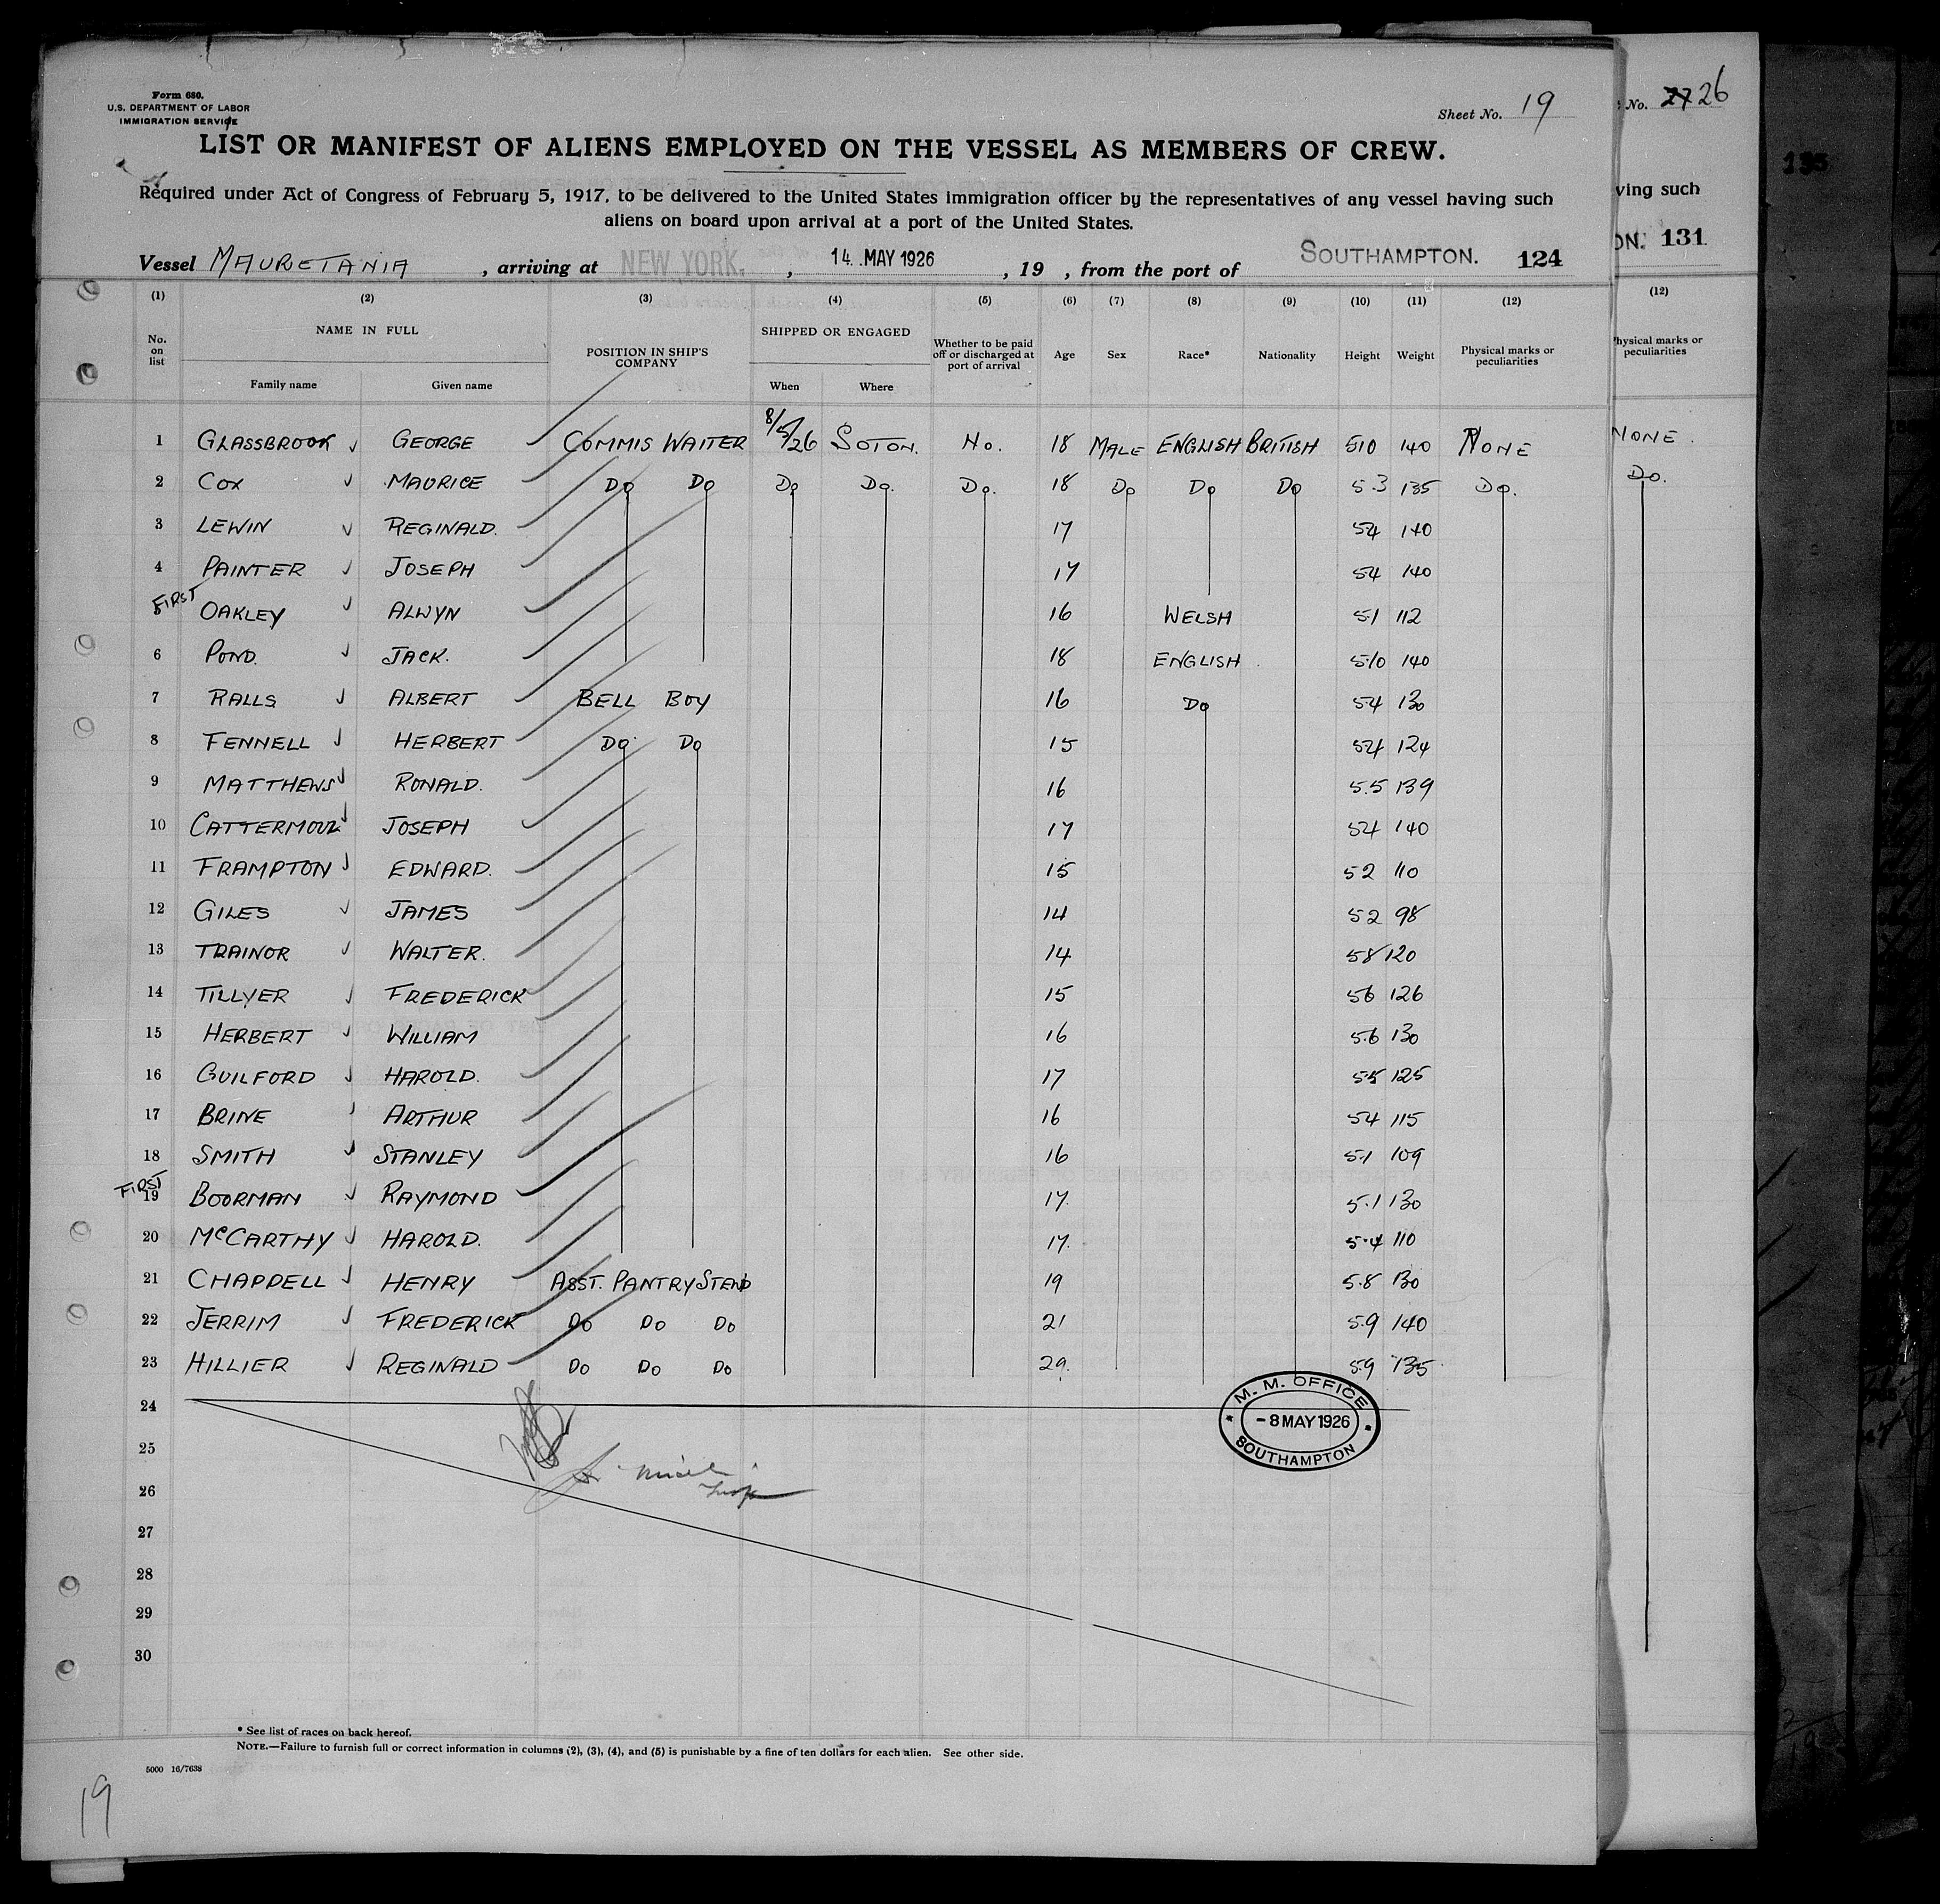 Form 680.
U.S. DEPARTMENT OF LABOR
IMMIGRATION SERVICE
Sheet No. 19
LIST OR MANIFEST OF ALIENS EMPLOYED ON THE VESSEL AS MEMBERS OF CREW.
Required under Act of Congress of February 5, 1917, to be delivered to the United States immigration officer by the representatives of any vessel having such
aliens on board upon arrival at a port of the United States.
Vessel MAURETANIA, arriving at NEW YORK, 14 MAY 1926, 19 , from the port of SOUTHAMPTON. 124
(1) (2) (3) (4) (5) (6) (7) (8) (9) (10) (11) (12)
No. on list NAME IN FULL POSITION IN SHIP'S COMPANY SHIPPED OR ENGAGED Whether to be paid off or discharged at port of arrival Age Sex Race* Nationality Height Weight Physical marks or peculiarities
Family name Given name When Where
1 GLASSBROOK GEORGE COMMIS WAITER 8/5/26 SOTON. No. 18 MALE ENGLISH BRITISH 510 140 NONE
2 COX MAURICE Do Do Do Do. Do. 18 Do Do Do 5.3 135 Do.
3 LEWIN REGINALD. 17 54 140
4 PAINTER JOSEPH 17 54 140
FIRST 5 OAKLEY ALWYN 16 WELSH 5.1 112
6 POND. JACK. 18 ENGLISH 5.10 140
7 RALLS ALBERT BELL BOY 16 Do 5.4 130
8 FENNELL HERBERT Do Do 15 54 124
9 MATTHEWS RONALD. 16 5.5 139
10 CATTERMOUL JOSEPH 17 54 140
11 FRAMPTON EDWARD. 15 52 110
12 GILES JAMES 14 52 98
13 TRAINOR WALTER. 14 58 120
14 TILLYER FREDERICK 15 56 126
15 HERBERT WILLIAM 16 5.6 130
16 GUILFORD HAROLD. 17 5.5 125
17 BRINE ARTHUR 16 54 115
18 SMITH STANLEY 16 5.1 109
FIRST 19 BOORMAN RAYMOND 17. 5.1 130
20 McCARTHY HAROLD. 17. 5.4 110
21 CHAPPELL HENRY ASST. PANTRY STEWD 19 5.8 130
22 JERRIM FREDERICK Do Do Do 21 5.9 140
23 HILLIER REGINALD Do Do Do 29. 5.9 135
24
25
26
27
28
29
30
M. M. OFFICE
- 8 MAY 1926
SOUTHAMPTON
* See list of races on back hereof.
NOTE.—Failure to furnish full or correct information in columns (2), (3), (4), and (5) is punishable by a fine of ten dollars for each alien. See other side.
5000 16/7638
19
No. 27 26
ving such
ON. 131
(12)
hysical marks or
peculiarities
NONE.
Do.
135